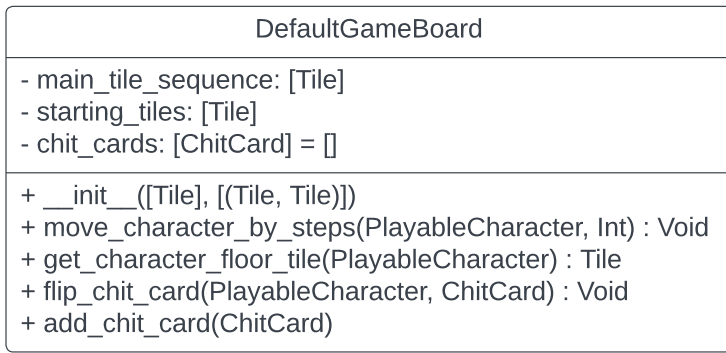 DefaultGameBoard
- main_tile_sequence: [Tile]
- starting_tiles: [Tile]
- chit_cards: [ChitCard] = []
+ __init__([Tile], [(Tile, Tile)])
+ move_character_by_steps(PlayableCharacter, Int) : Void
+ get_character_floor_tile(PlayableCharacter) : Tile
+ flip_chit_card(PlayableCharacter, ChitCard) : Void
+ add_chit_card(ChitCard)